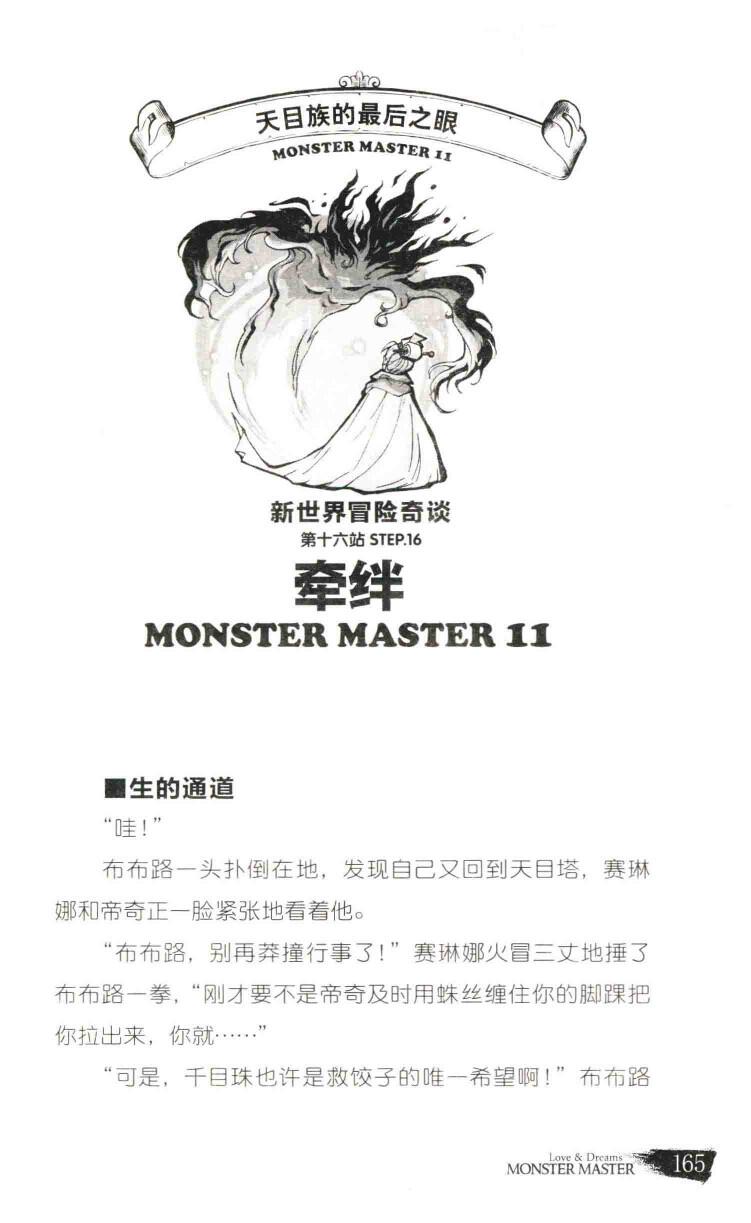 天目族的最后之眼
MONSTER MASTER 11
新世界冒险奇谈
第十六站 STEP.16
牵绊
MONSTER MASTER 11
■生的通道
“哇！”
布布路一头扑倒在地，发现自己又回到天目塔，赛琳
娜和帝奇正一脸紧张地看着他。
“布布路，别再莽撞行事了！”赛琳娜火冒三丈地捶了
布布路一拳，“刚才要不是帝奇及时用蛛丝缠住你的脚踝把
你拉出来，你就……”
“可是，千目珠也许是救饺子的唯一希望啊！”布布路
Love & Dreams
MONSTER MASTER
165